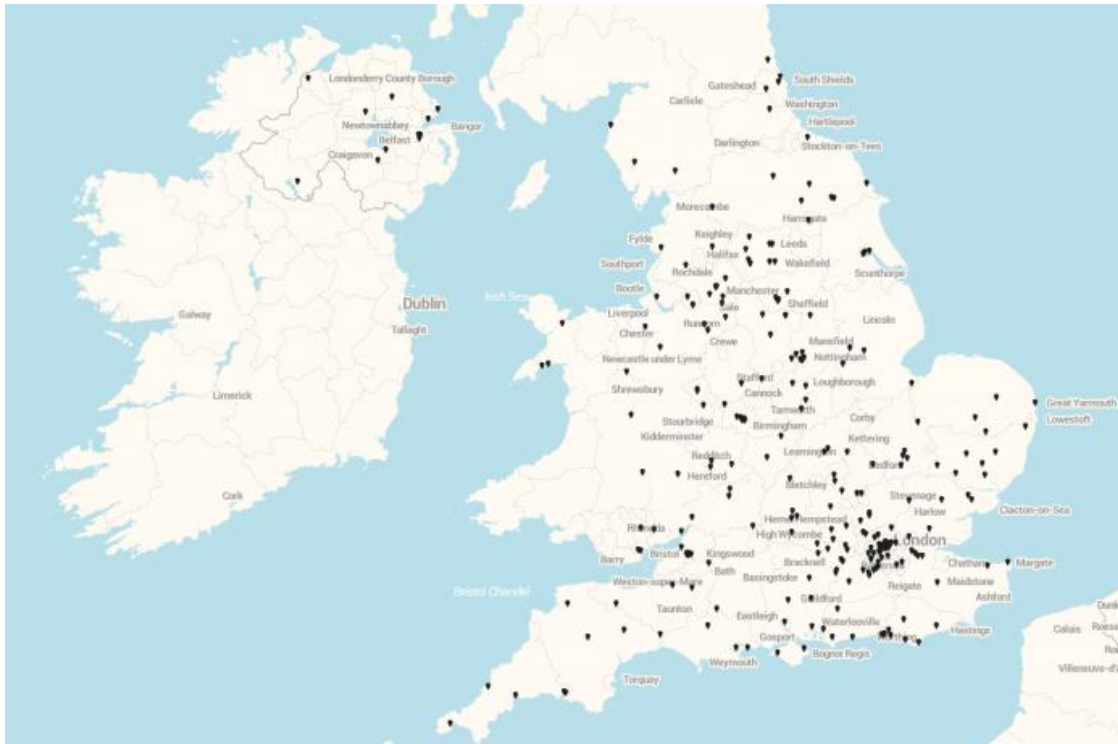 Londonderry County Borough
Newtownabbey
Belfast
Bangor
Craigavon
Dublin
Tallaght
Galway
Limerick
Cork
Irish Sea
Carlisle
Gateshead
South Shields
Washington
Hartlepool
Darlington
Stockton-on-Tees
Morecambe
Harrogate
Keighley
Fylde
Leeds
Halifax
Southport
Wakefield
Rochdale
Scunthorpe
Bootle
Manchester
Sale
Sheffield
Liverpool
Runcorn
Lincoln
Chester
Crewe
Mansfield
Newcastle under Lyme
Nottingham
Stafford
Shrewsbury
Cannock
Loughborough
Tamworth
Great Yarmouth
Stourbridge
Birmingham
Corby
Lowestoft
Kidderminster
Kettering
Redditch
Leamington
Hereford
Bedford
Bletchley
Stevenage
Harlow
Clacton-on-Sea
Rhondda
Hemel Hempstead
High Wycombe
London
Barry
Bristol
Kingswood
Bath
Bracknell
Chatham
Margate
Weston-super-Mare
Basingstoke
Maidstone
Reigate
Ashford
Bristol Channel
Guildford
Taunton
Eastleigh
Waterlooville
Hastings
Gosport
Worthing
Weymouth
Bognor Regis
Torquay
Calais